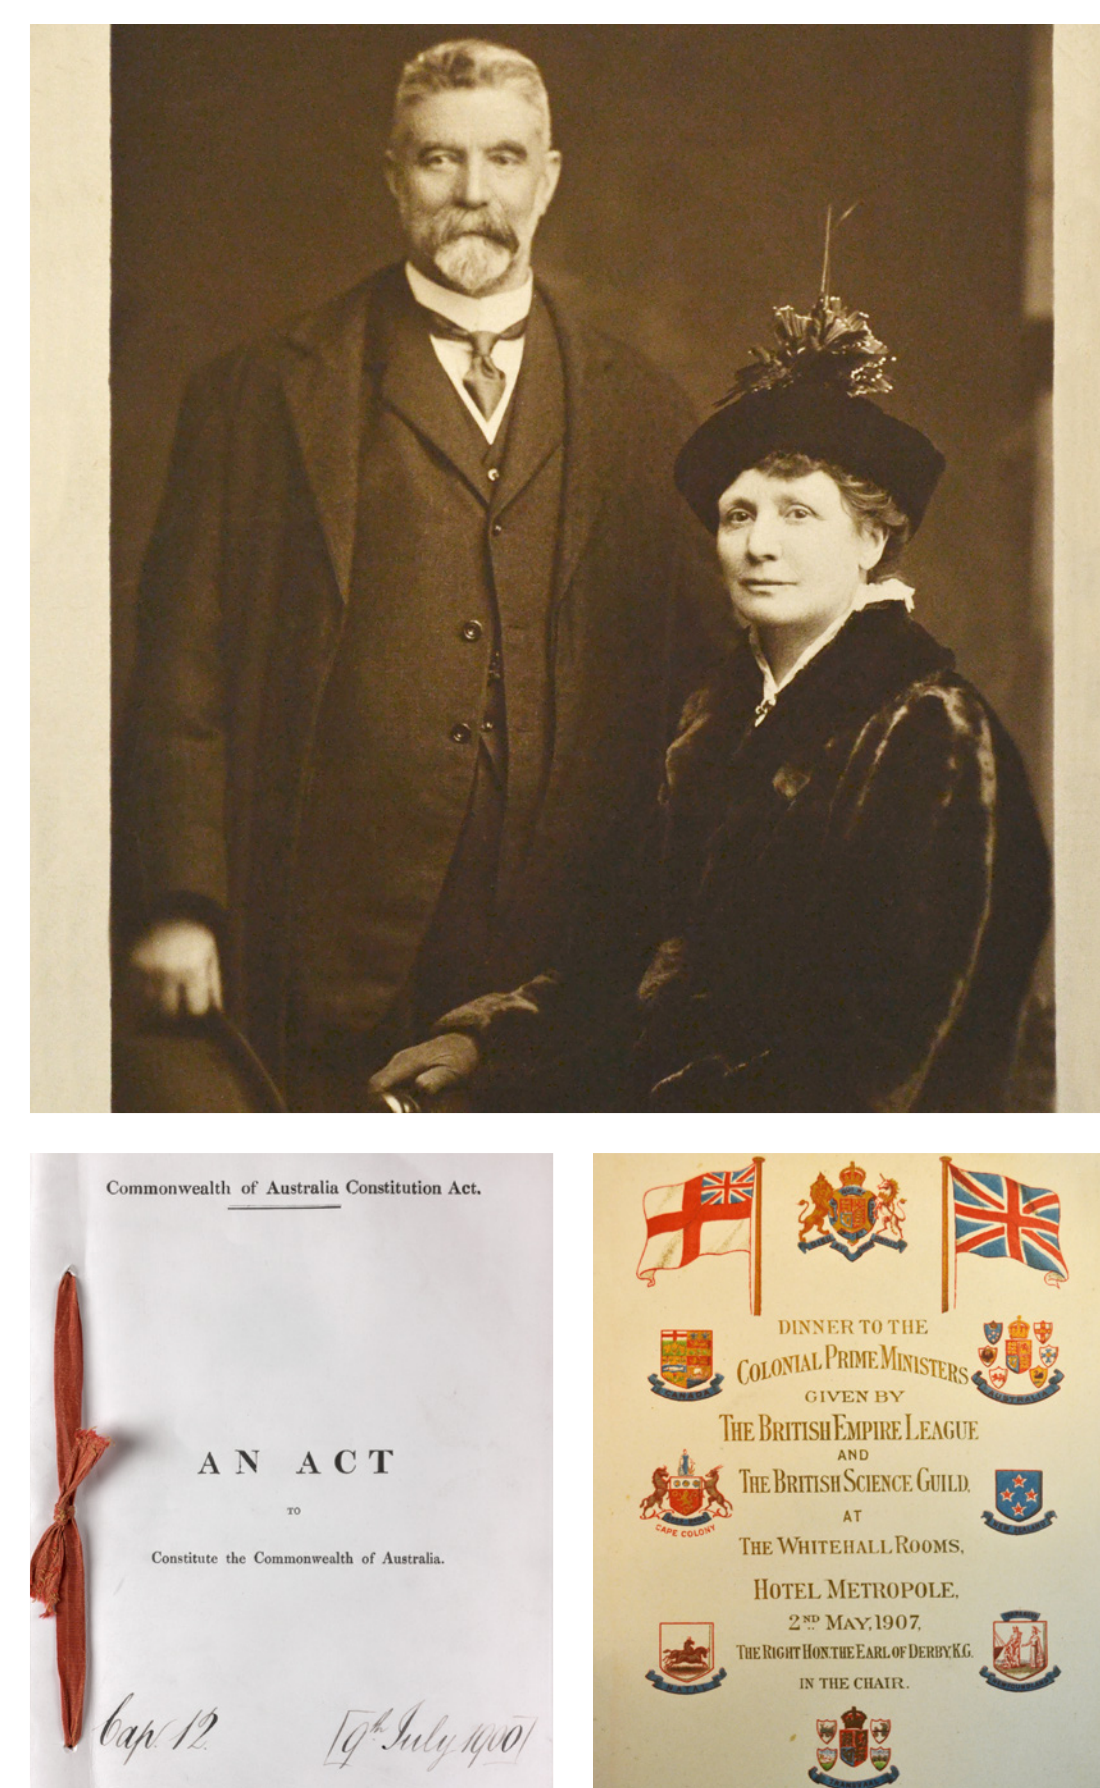 Commonwealth of Australia Constitution Act.
AN ACT
TO
Constitute the Commonwealth of Australia.
Cap. 12.
[9th July 1900]
DINNER TO THE
COLONIAL PRIME MINISTERS
GIVEN BY
THE BRITISH EMPIRE LEAGUE
AND
THE BRITISH SCIENCE GUILD,
AT
THE WHITEHALL ROOMS,
HOTEL METROPOLE,
2ND MAY, 1907,
THE RIGHT HON. THE EARL OF DERBY, K.G.
IN THE CHAIR.
CANADA
AUSTRALIA
CAPE COLONY
NEW ZEALAND
NATAL
NEWFOUNDLAND
TRANSVAAL